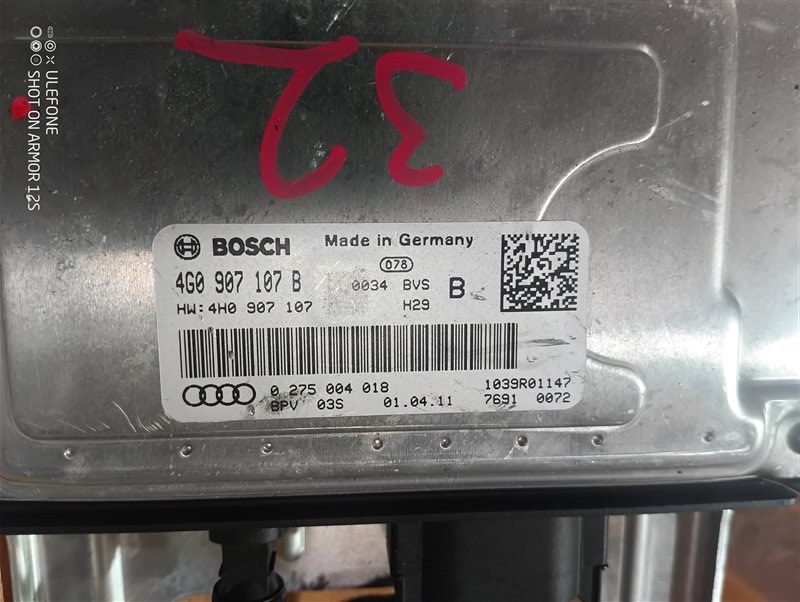 32
BOSCH Made in Germany
078
4G0 907 107 B 0034 BVS B
HW:4H0 907 107 H29
0 275 004 018 1039R01147
BPV 03S 01.04.11 7691 0072
ULEFONE
SHOT ON ARMOR 12S